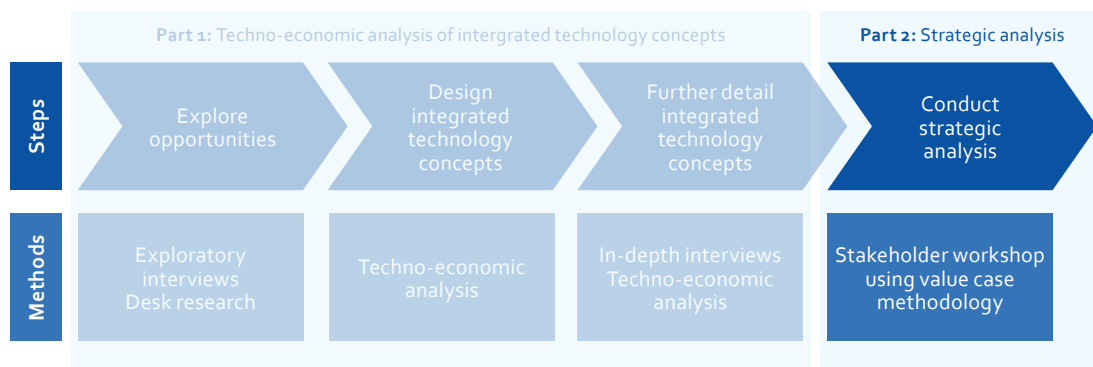 Part 1: Techno-economic analysis of intergrated technology concepts
Part 2: Strategic analysis
Steps
Explore
opportunities
Design
integrated
technology
concepts
Further detail
integrated
technology
concepts
Conduct
strategic
analysis
Methods
Exploratory
interviews
Desk research
Techno-economic
analysis
In-depth interviews
Techno-economic
analysis
Stakeholder workshop
using value case
methodology